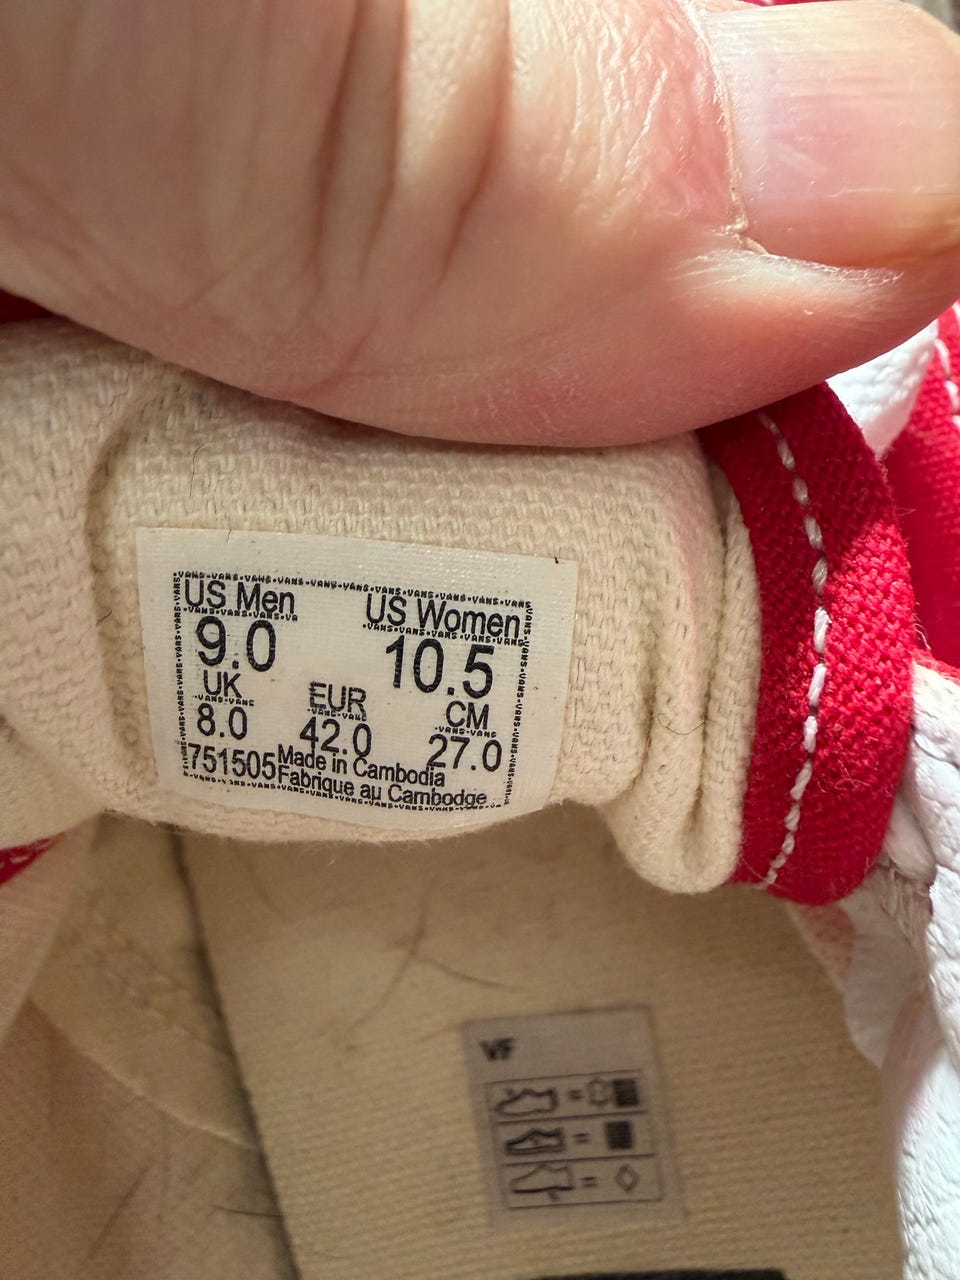 US Men US Women
9.0 10.5
UK EUR CM
8.0 42.0 27.0
751505 Made in Cambodia
Fabrique au Cambodge
VF
= 
=
=